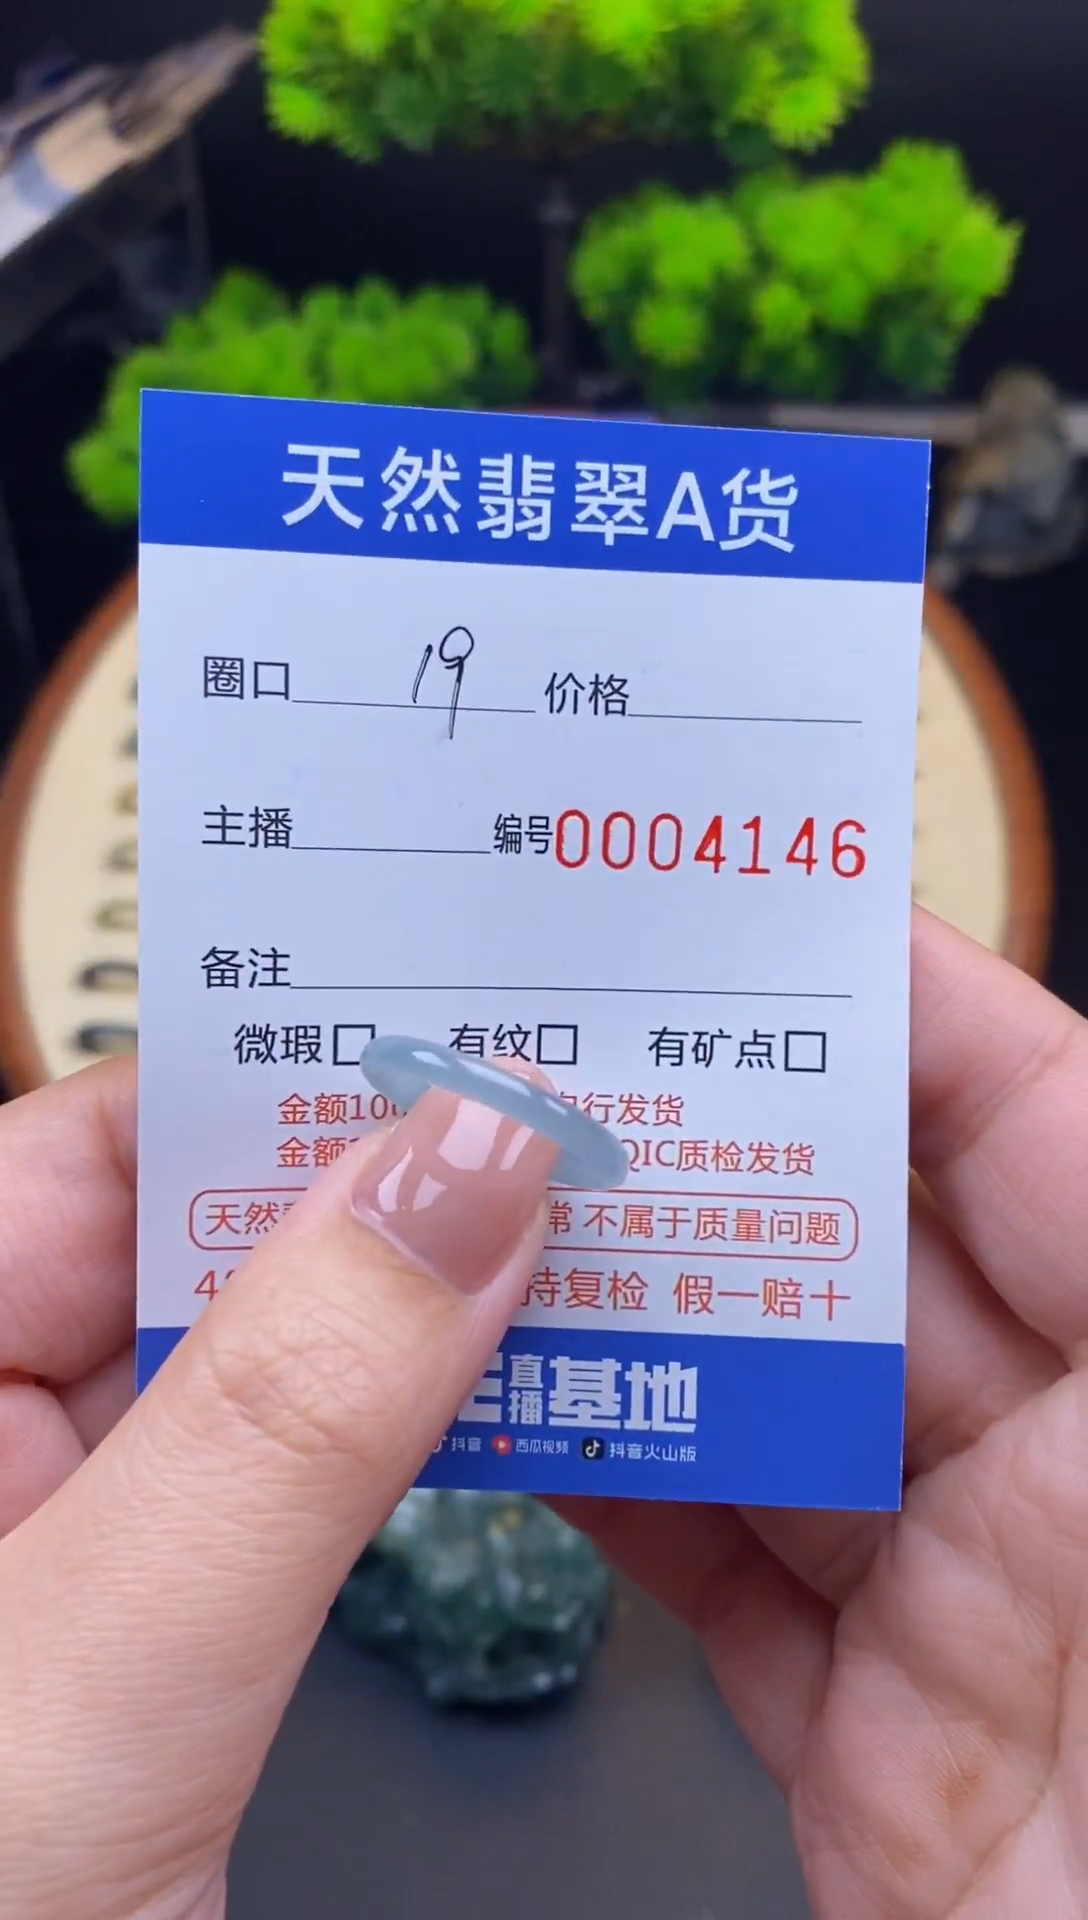 天然翡翠A货
圈口 19 价格
主播 编号0004146
备注
微瑕 有纹 有矿点
金额10 行发货
金额 QIC质检发货
天然 常 不属于质量问题
4 持复检 假一赔十
直播基地
抖音 西瓜视频 抖音火山版